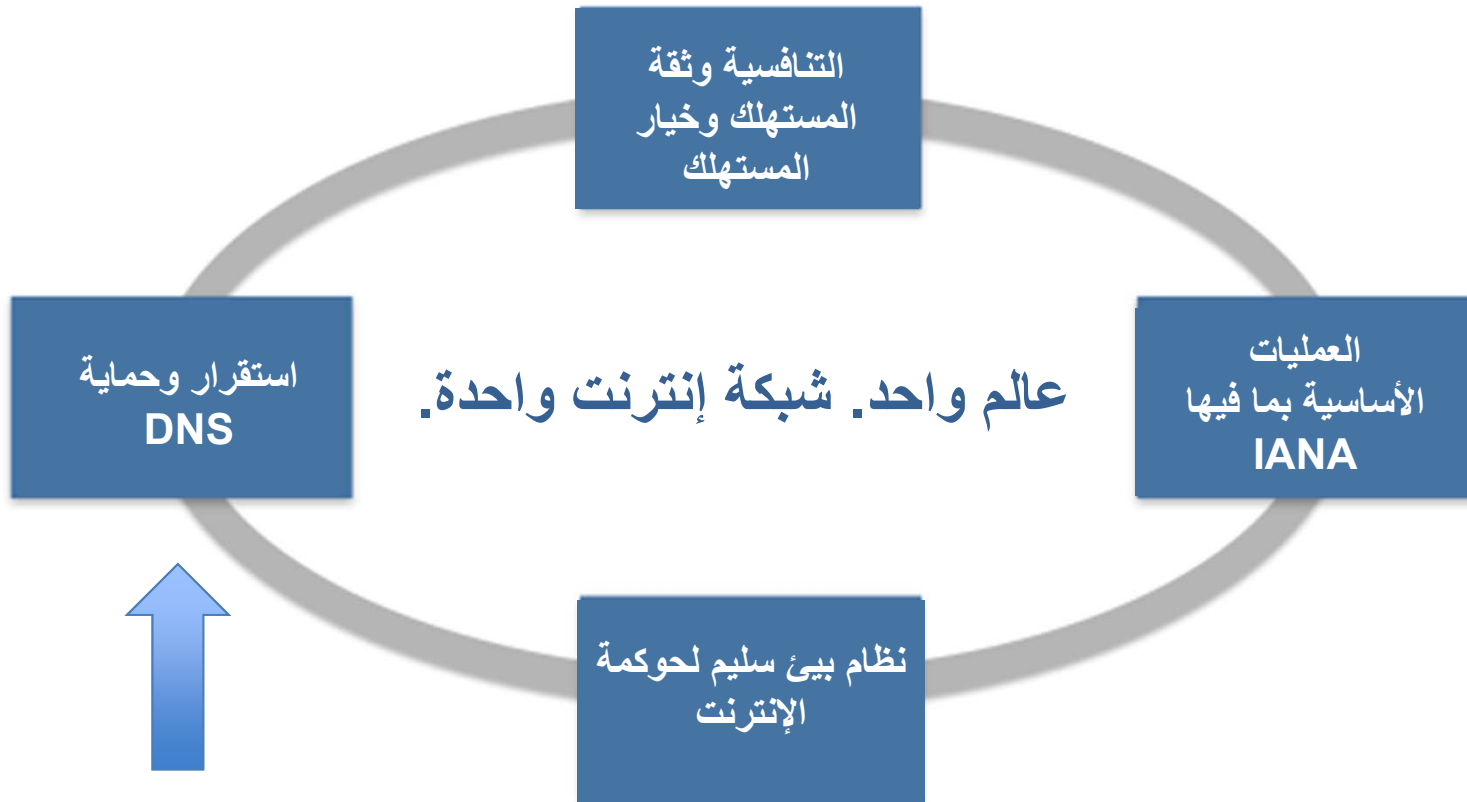 التنافسية وثقة
المستهلك وخيار
المستهلك
العمليات
الأساسية بما فيها
IANA
عالم واحد. شبكة إنترنت واحدة.
استقرار وحماية
DNS
نظام بيئ سليم لحوكمة
الإنترنت